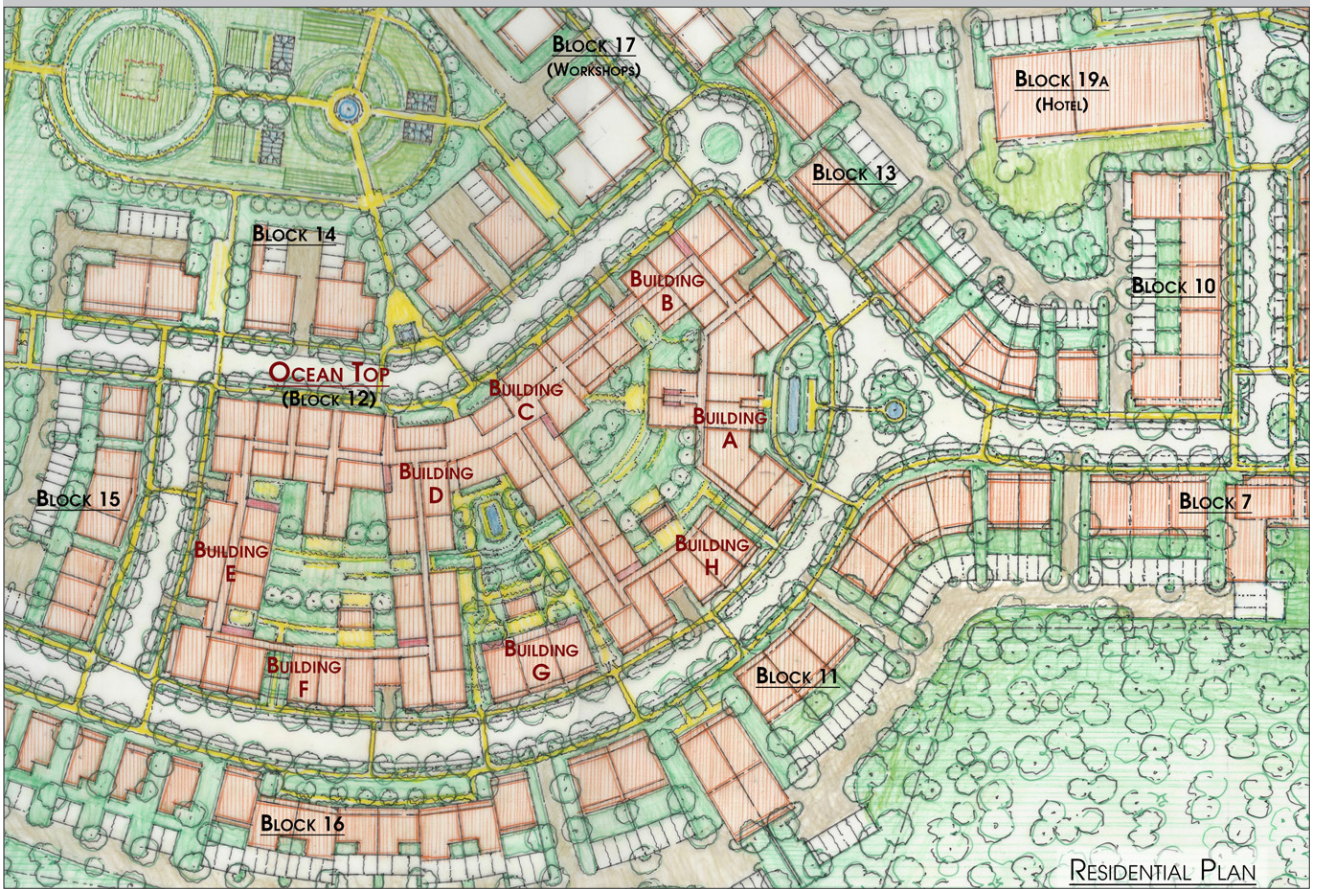 Block 17
(Workshops)
Block 19A
(Hotel)
Block 13
Block 14
Building
B
Block 10
Ocean Top
(Block 12)
Building
C
Building
A
Building
D
Block 15
Block 7
Building
E
Building
H
Building
F
Building
G
Block 11
Block 16
Residential Plan